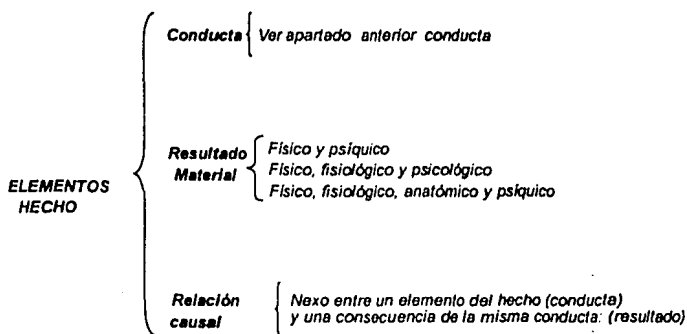 Conducta Ver apartado anterior conducta
Resultado
Material
Físico y psíquico
Físico, fisiológico y psicológico
Físico, fisiológico, anatómico y psíquico
ELEMENTOS
HECHO
Relación
causal
Nexo entre un elemento del hecho (conducta)
y una consecuencia de la misma conducta: (resultado)